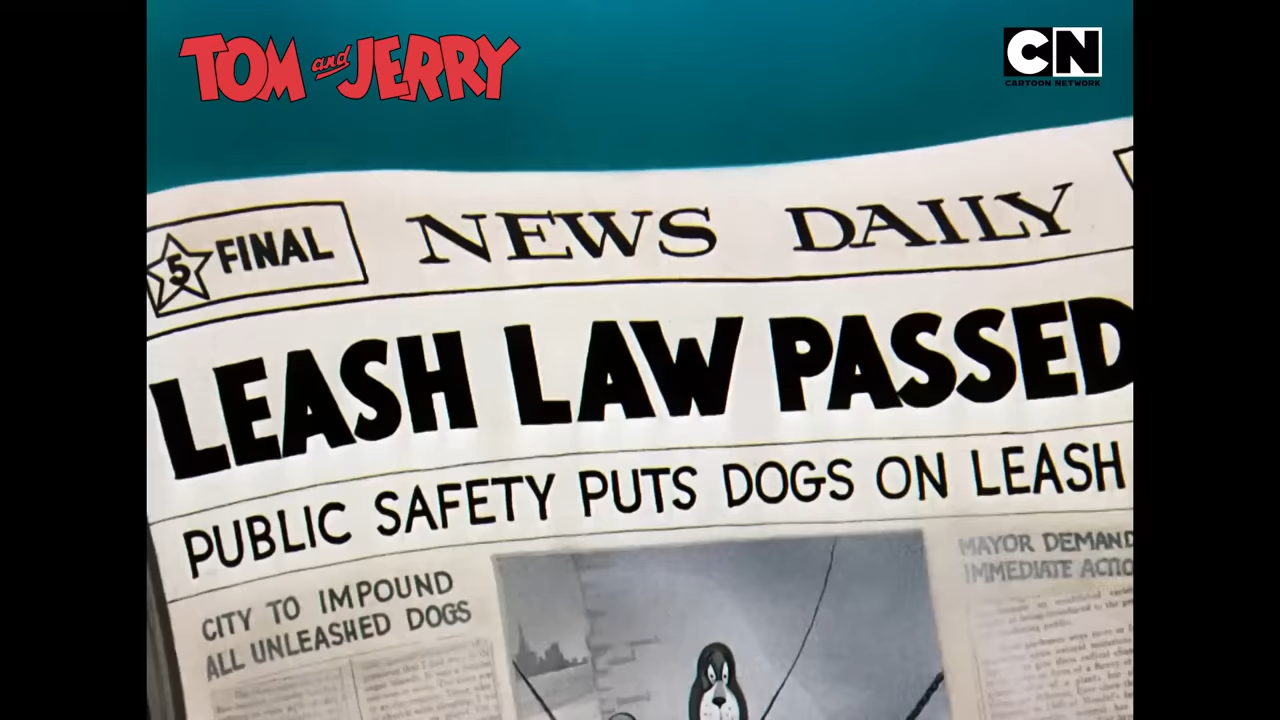 TOM and JERRY
CN
CARTOON NETWORK
5 FINAL
NEWS DAILY
LEASH LAW PASSED
PUBLIC SAFETY PUTS DOGS ON LEASH
CITY TO IMPOUND
ALL UNLEASHED DOGS
MAYOR DEMAND
IMMEDIATE ACTIO